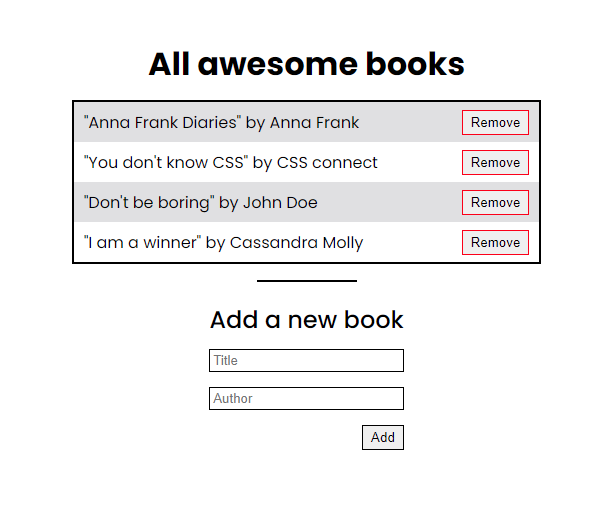 All awesome books
"Anna Frank Diaries" by Anna Frank Remove
"You don't know CSS" by CSS connect Remove
"Don't be boring" by John Doe Remove
"I am a winner" by Cassandra Molly Remove
Add a new book
Title
Author
Add